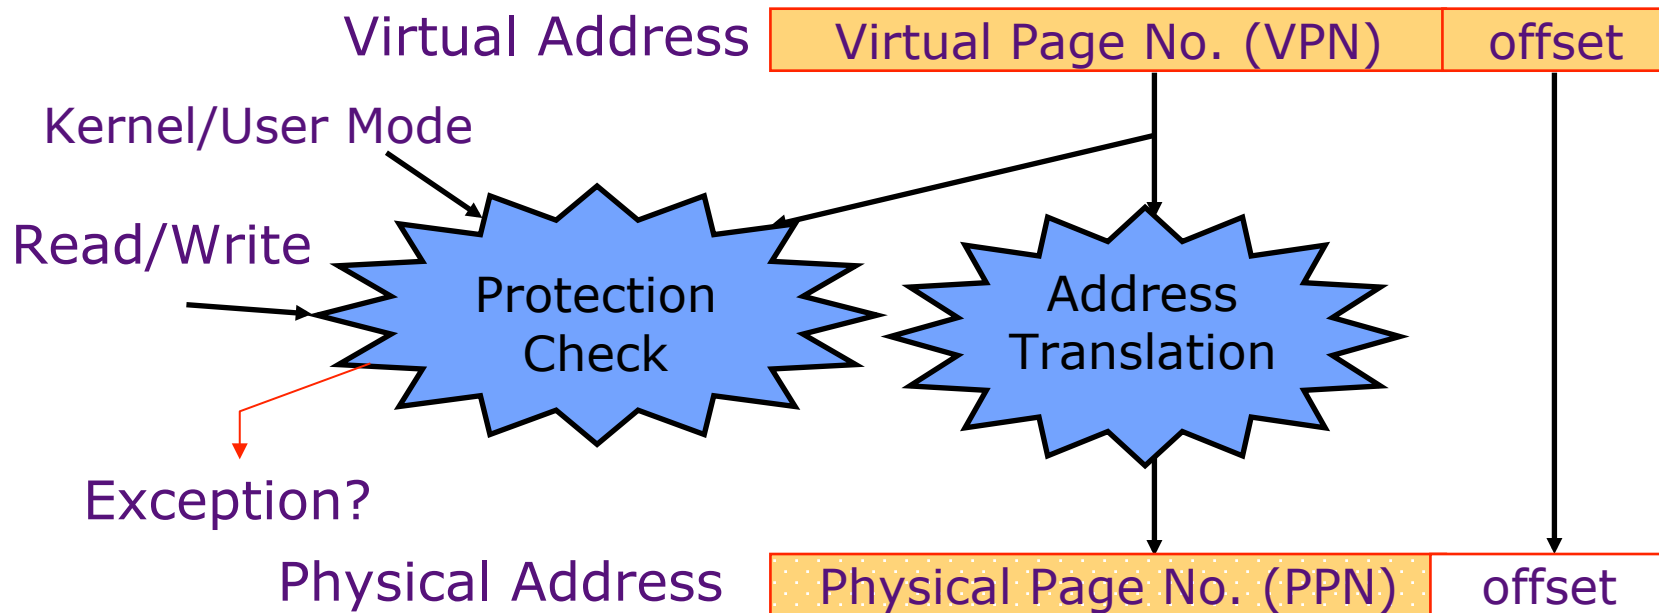 Virtual Address
Virtual Page No. (VPN)
offset
Kernel/User Mode
Read/Write
Protection
Check
Address
Translation
Exception?
Physical Address
Physical Page No. (PPN)
offset